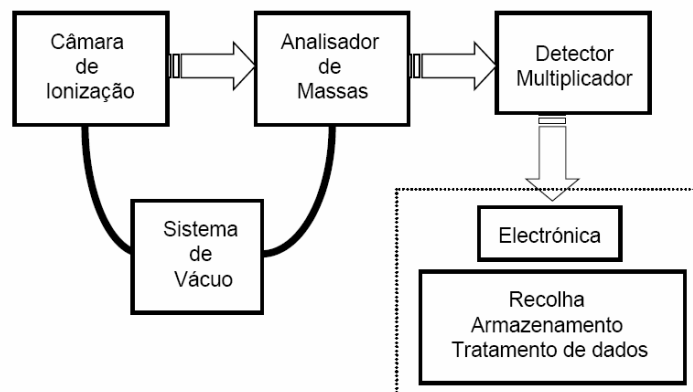 Câmara
de
Ionização
Analisador
de
Massas
Detector
Multiplicador
Sistema
de
Vácuo
Electrónica
Recolha
Armazenamento
Tratamento de dados